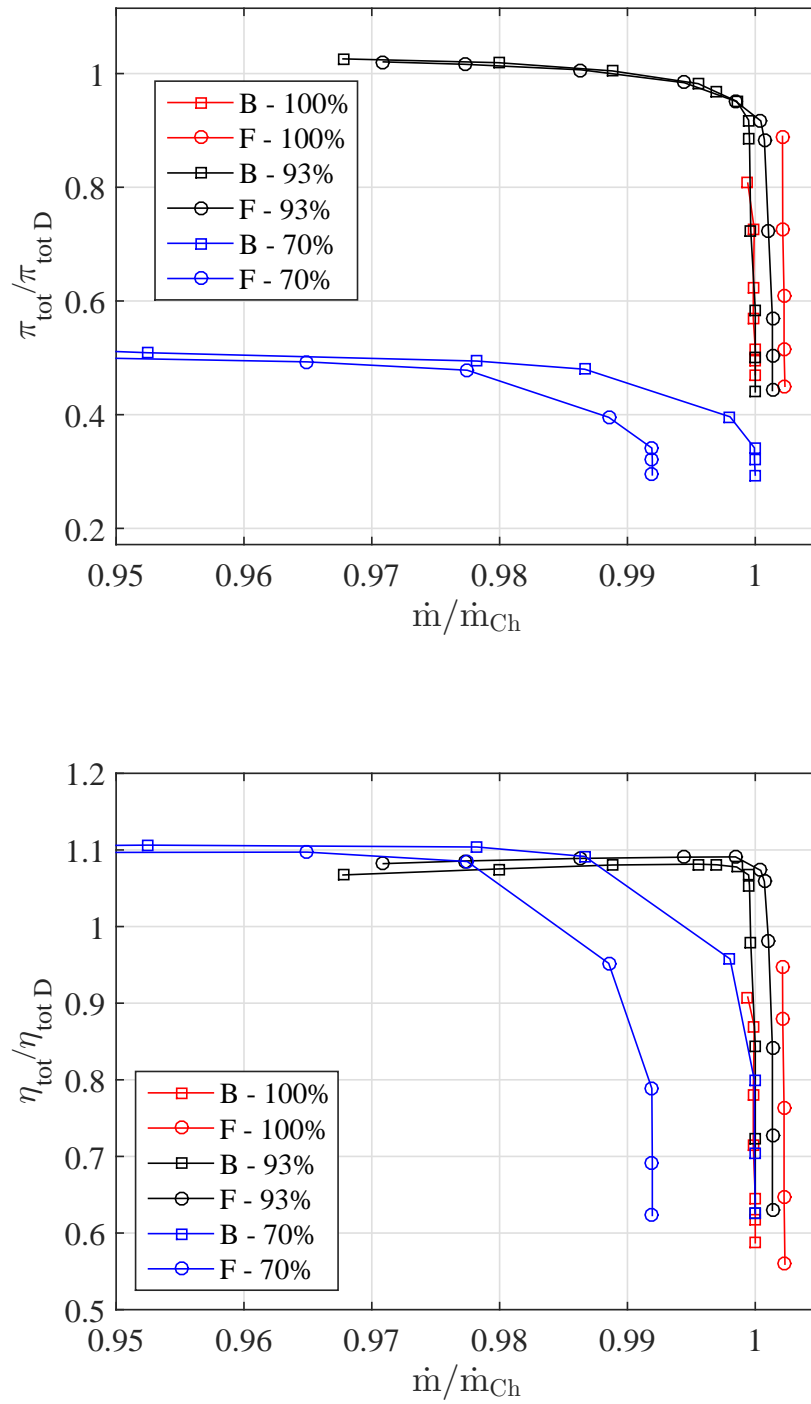 1
0.8
0.6
0.4
0.2
π_tot/π_tot D
B - 100%
F - 100%
B - 93%
F - 93%
B - 70%
F - 70%
0.95 0.96 0.97 0.98 0.99 1
ṁ/ṁ_Ch
1.2
1.1
1
0.9
0.8
0.7
0.6
0.5
η_tot/η_tot D
B - 100%
F - 100%
B - 93%
F - 93%
B - 70%
F - 70%
0.95 0.96 0.97 0.98 0.99 1
ṁ/ṁ_Ch